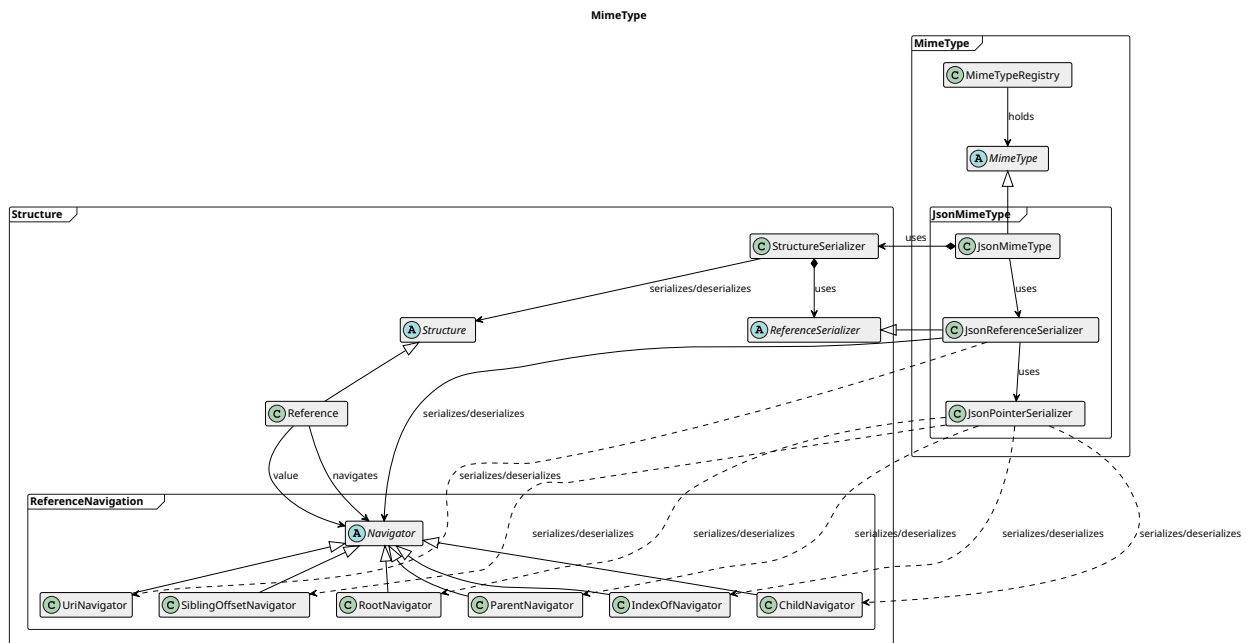 MimeType
MimeType
C MimeTypeRegistry
holds
A MimeType
Structure
JsonMimeType
C StructureSerializer
uses
C JsonMimeType
serializes/deserializes
uses
uses
A Structure
A ReferenceSerializer
C JsonReferenceSerializer
uses
C Reference
serializes/deserializes
C JsonPointerSerializer
value
navigates
serializes/deserializes
ReferenceNavigation
A Navigator
serializes/deserializes
serializes/deserializes
serializes/deserializes
serializes/deserializes
serializes/deserializes
C UriNavigator
C SiblingOffsetNavigator
C RootNavigator
C ParentNavigator
C IndexOfNavigator
C ChildNavigator